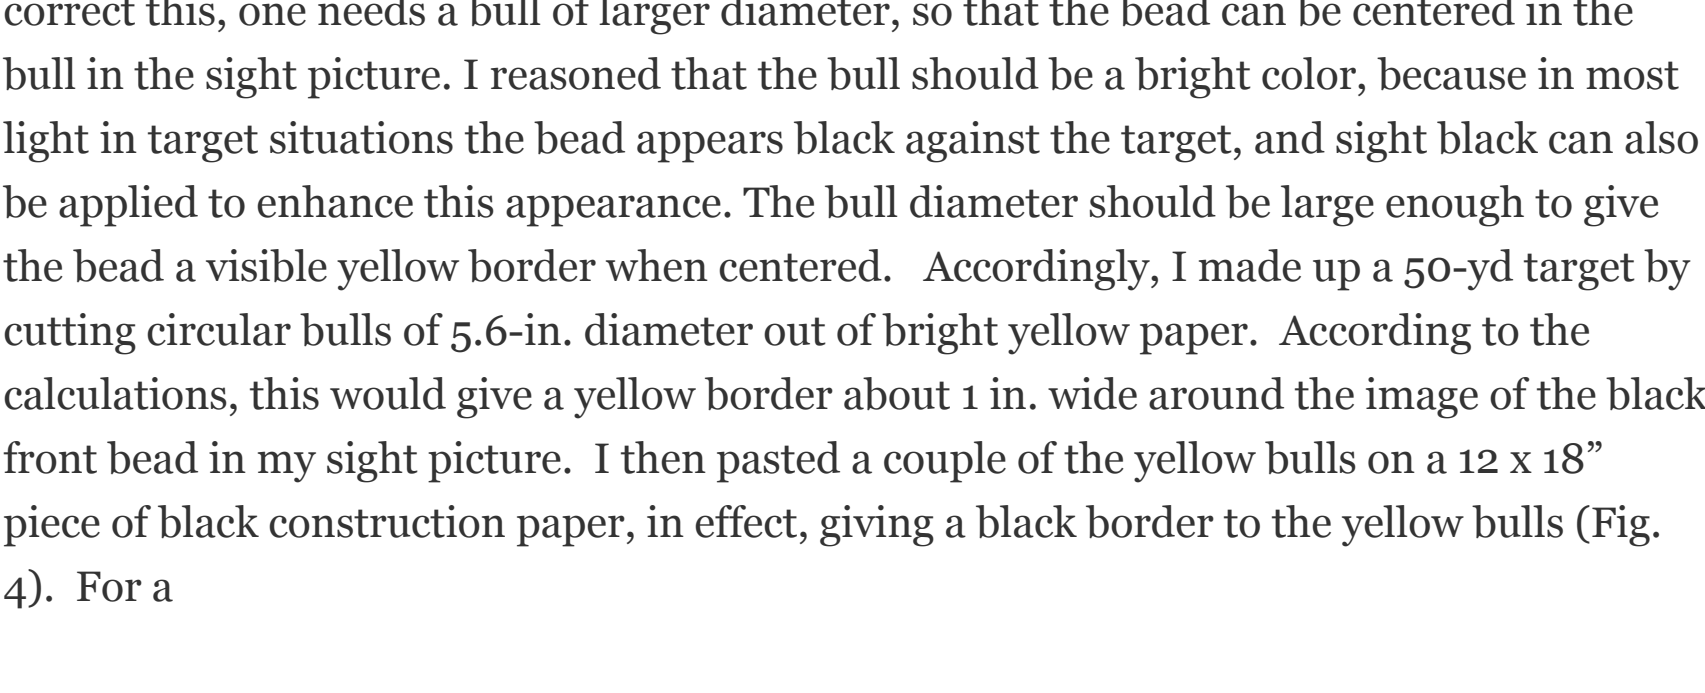 correct this, one needs a bull of larger diameter, so that the bead can be centered in the
bull in the sight picture. I reasoned that the bull should be a bright color, because in most
light in target situations the bead appears black against the target, and sight black can also
be applied to enhance this appearance. The bull diameter should be large enough to give
the bead a visible yellow border when centered.   Accordingly, I made up a 50-yd target by
cutting circular bulls of 5.6-in. diameter out of bright yellow paper.  According to the
calculations, this would give a yellow border about 1 in. wide around the image of the black
front bead in my sight picture.  I then pasted a couple of the yellow bulls on a 12 x 18”
piece of black construction paper, in effect, giving a black border to the yellow bulls (Fig.
4).  For a